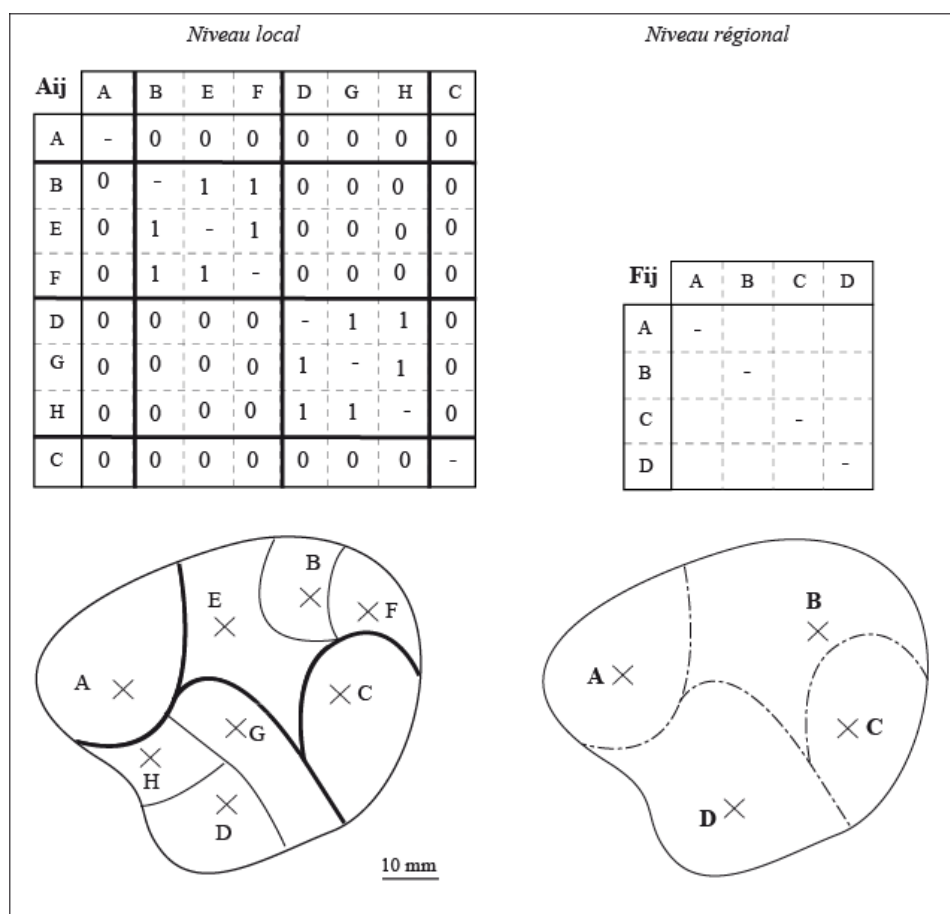 Niveau local
Niveau régional
Aij A B E F D G H C
A - 0 0 0 0 0 0 0
B 0 - 1 1 0 0 0 0
E 0 1 - 1 0 0 0 0
F 0 1 1 - 0 0 0 0
D 0 0 0 0 - 1 1 0
G 0 0 0 0 1 - 1 0
H 0 0 0 0 1 1 - 0
C 0 0 0 0 0 0 0 -
Fij A B C D
A -
B -
C -
D -
B
E
F
A
C
G
H
D
10 mm
B
A
C
D